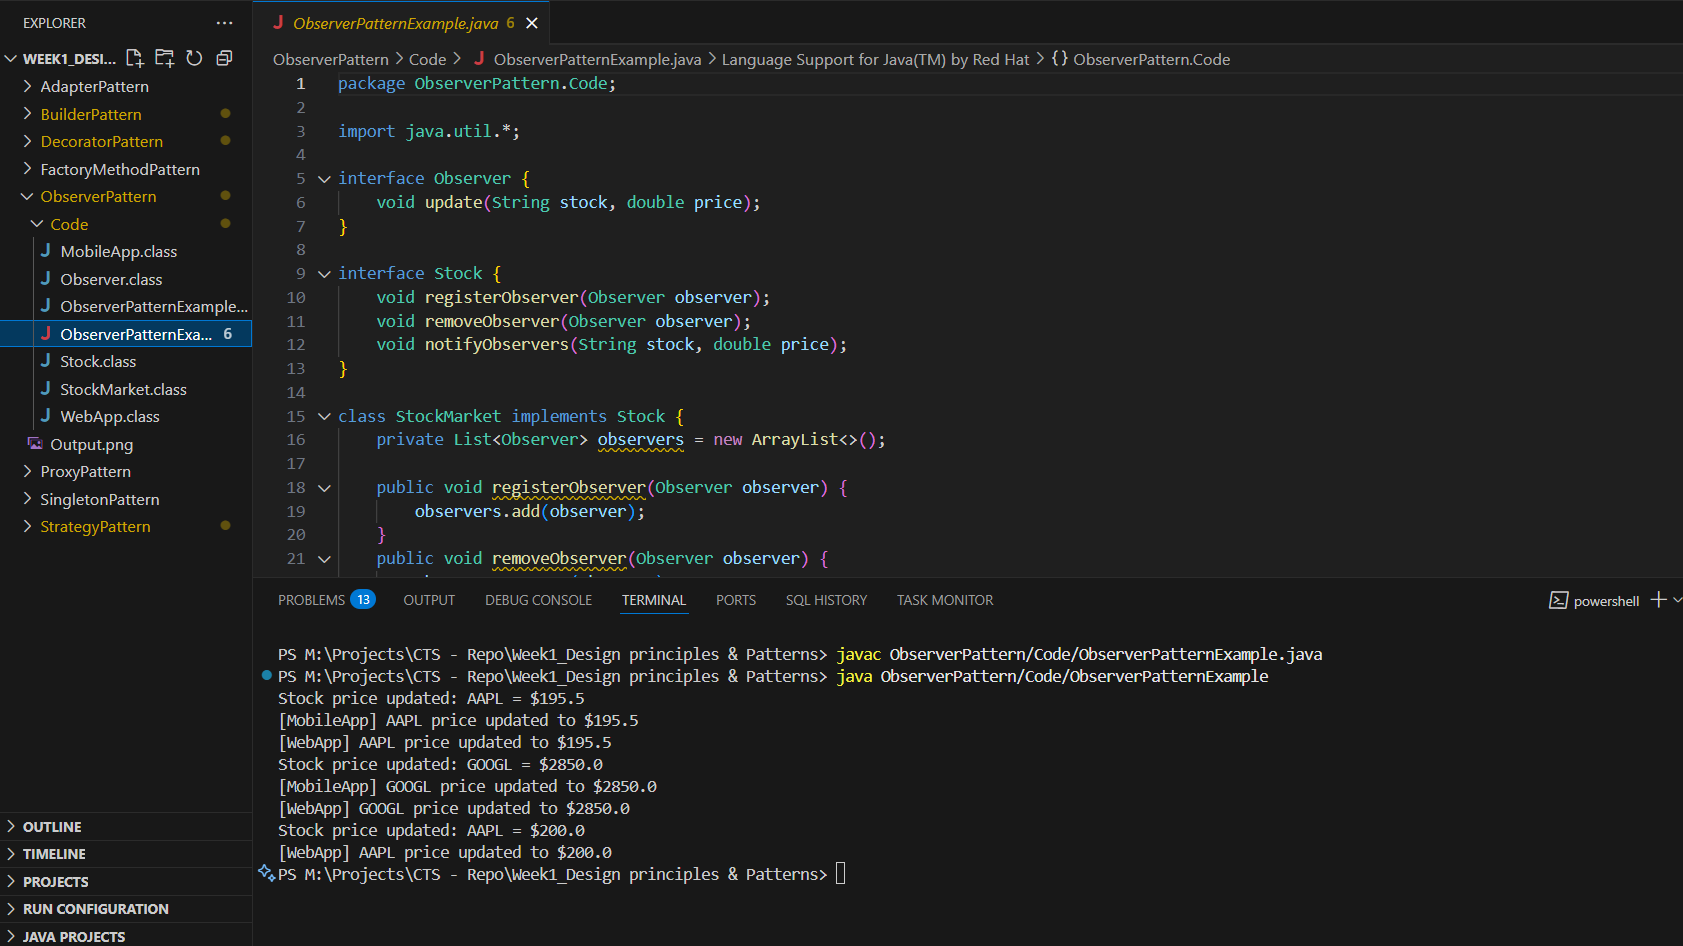 EXPLORER
WEEK1_DESI...
AdapterPattern
BuilderPattern
DecoratorPattern
FactoryMethodPattern
ObserverPattern
Code
MobileApp.class
Observer.class
ObserverPatternExample...
ObserverPatternExa... 6
Stock.class
StockMarket.class
WebApp.class
Output.png
ProxyPattern
SingletonPattern
StrategyPattern
OUTLINE
TIMELINE
PROJECTS
RUN CONFIGURATION
JAVA PROJECTS
J ObserverPatternExample.java 6
ObserverPattern > Code > J ObserverPatternExample.java > Language Support for Java(TM) by Red Hat > {} ObserverPattern.Code
1 package ObserverPattern.Code;
2
3 import java.util.*;
4
5 interface Observer {
6 void update(String stock, double price);
7 }
8
9 interface Stock {
10 void registerObserver(Observer observer);
11 void removeObserver(Observer observer);
12 void notifyObservers(String stock, double price);
13 }
14
15 class StockMarket implements Stock {
16 private List<Observer> observers = new ArrayList<>();
17
18 public void registerObserver(Observer observer) {
19 observers.add(observer);
20 }
21 public void removeObserver(Observer observer) {
PROBLEMS 13 OUTPUT DEBUG CONSOLE TERMINAL PORTS SQL HISTORY TASK MONITOR powershell
PS M:\Projects\CTS - Repo\Week1_Design principles & Patterns> javac ObserverPattern/Code/ObserverPatternExample.java
PS M:\Projects\CTS - Repo\Week1_Design principles & Patterns> java ObserverPattern/Code/ObserverPatternExample
Stock price updated: AAPL = $195.5
[MobileApp] AAPL price updated to $195.5
[WebApp] AAPL price updated to $195.5
Stock price updated: GOOGL = $2850.0
[MobileApp] GOOGL price updated to $2850.0
[WebApp] GOOGL price updated to $2850.0
Stock price updated: AAPL = $200.0
[WebApp] AAPL price updated to $200.0
PS M:\Projects\CTS - Repo\Week1_Design principles & Patterns>